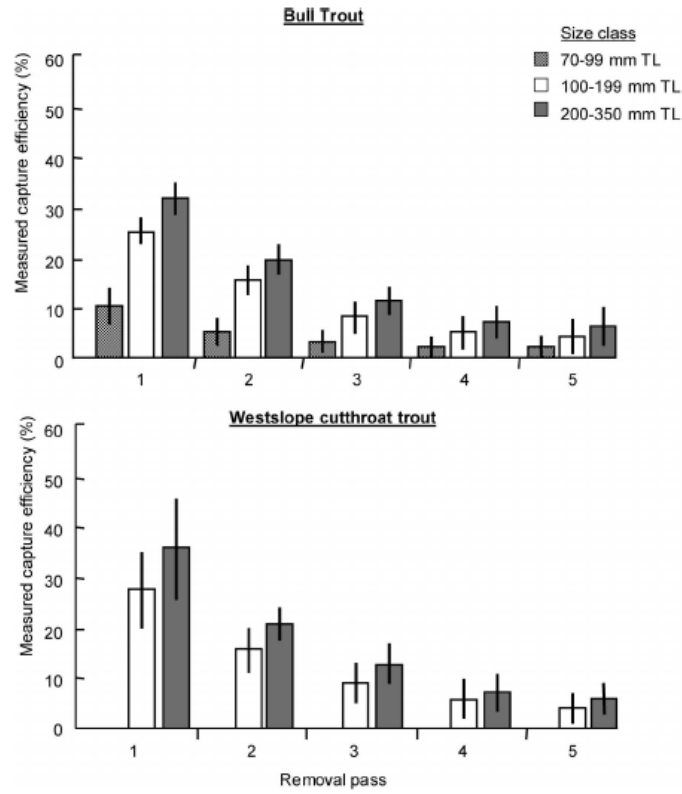 Bull Trout
Size class
70-99 mm TL
100-199 mm TL
200-350 mm TL
Measured capture efficiency (%)
60
50
40
30
20
10
0
1 2 3 4 5
Westslope cutthroat trout
Measured capture efficiency (%)
60
50
40
30
20
10
0
1 2 3 4 5
Removal pass